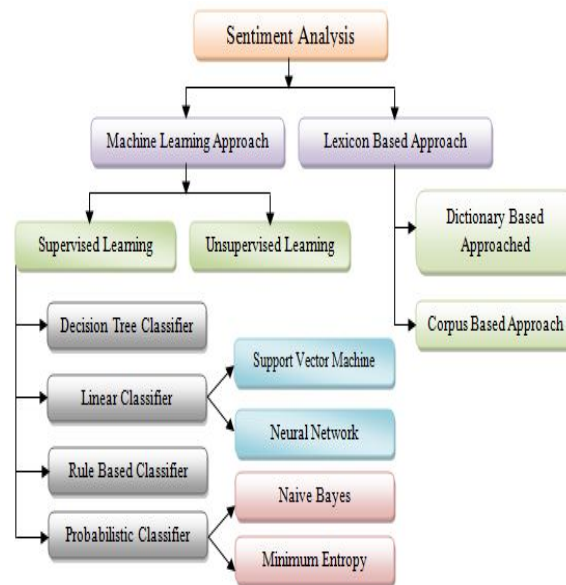 Sentiment Analysis
Machine Learning Approach
Lexicon Based Approach
Supervised Learning
Unsupervised Learning
Dictionary Based
Approached
Corpus Based Approach
Decision Tree Classifier
Linear Classifier
Rule Based Classifier
Probabilistic Classifier
Support Vector Machine
Neural Network
Naive Bayes
Minimum Entropy